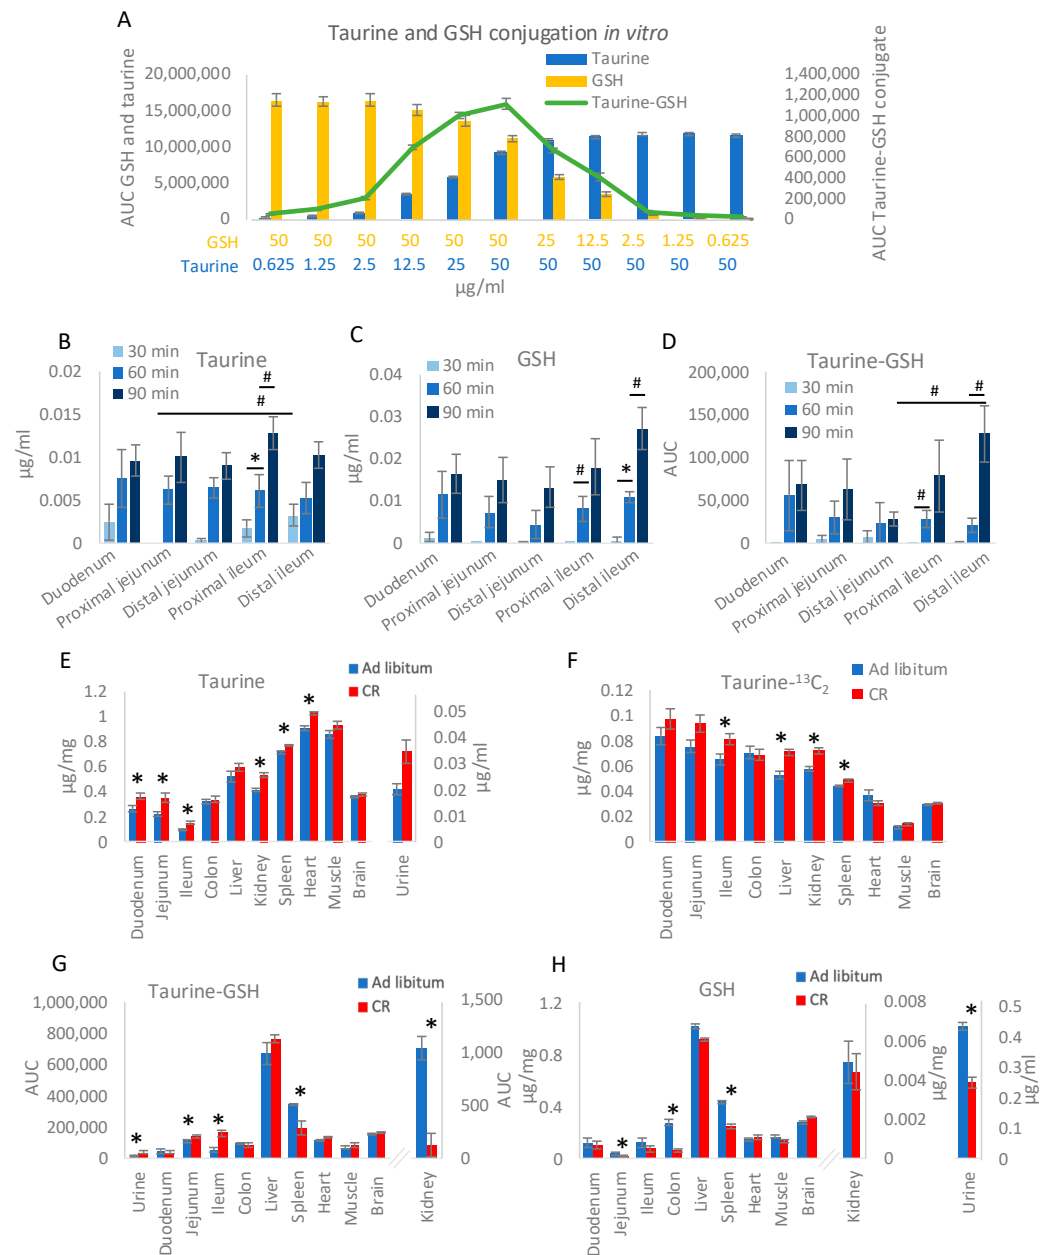 A
Taurine and GSH conjugation in vitro
Taurine
GSH
Taurine-GSH
AUC GSH and taurine
20,000,000
15,000,000
10,000,000
5,000,000
0
1,400,000
1,200,000
1,000,000
800,000
600,000
400,000
200,000
0
AUC Taurine-GSH conjugate
GSH 50 50 50 50 50 50 25 12.5 2.5 1.25 0.625
Taurine 0.625 1.25 2.5 12.5 25 50 50 50 50 50 50
µg/ml
B
Taurine
30 min
60 min
90 min
µg/ml
0.02
0.015
0.01
0.005
0
#
#
*
Duodenum
Proximal jejunum
Distal jejunum
Proximal ileum
Distal ileum
C
GSH
30 min
60 min
90 min
µg/ml
0.04
0.03
0.02
0.01
0
#
#
*
Duodenum
Proximal jejunum
Distal jejunum
Proximal ileum
Distal ileum
D
Taurine-GSH
30 min
60 min
90 min
AUC
200,000
150,000
100,000
50,000
0
#
#
#
Duodenum
Proximal jejunum
Distal jejunum
Proximal ileum
Distal ileum
E
Taurine
Ad libitum
CR
µg/mg
1.2
1
0.8
0.6
0.4
0.2
0
* * * * * *
0.05
0.04
0.03
0.02
0.01
0
µg/ml
Duodenum
Jejunum
Ileum
Colon
Liver
Kidney
Spleen
Heart
Muscle
Brain
Urine
F
Taurine-¹³C₂
Ad libitum
CR
µg/mg
0.12
0.1
0.08
0.06
0.04
0.02
0
* * * *
Duodenum
Jejunum
Ileum
Colon
Liver
Kidney
Spleen
Heart
Muscle
Brain
G
Taurine-GSH
Ad libitum
CR
AUC
1,000,000
800,000
600,000
400,000
200,000
0
* * * * *
1,500
1,000
500
0
AUC
Urine
Duodenum
Jejunum
Ileum
Colon
Liver
Spleen
Heart
Muscle
Brain
Kidney
H
GSH
Ad libitum
CR
µg/mg
1.2
0.8
0.4
0
* * * *
0.008
0.006
0.004
0.002
0
µg/mg
0.5
0.4
0.3
0.2
0.1
0
µg/ml
Duodenum
Jejunum
Ileum
Colon
Liver
Spleen
Heart
Muscle
Brain
Kidney
Urine